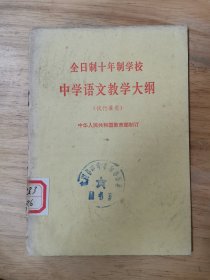 全日制十年制学校
中学语文教学大纲
(试行草案)
中华人民共和国教育部制订